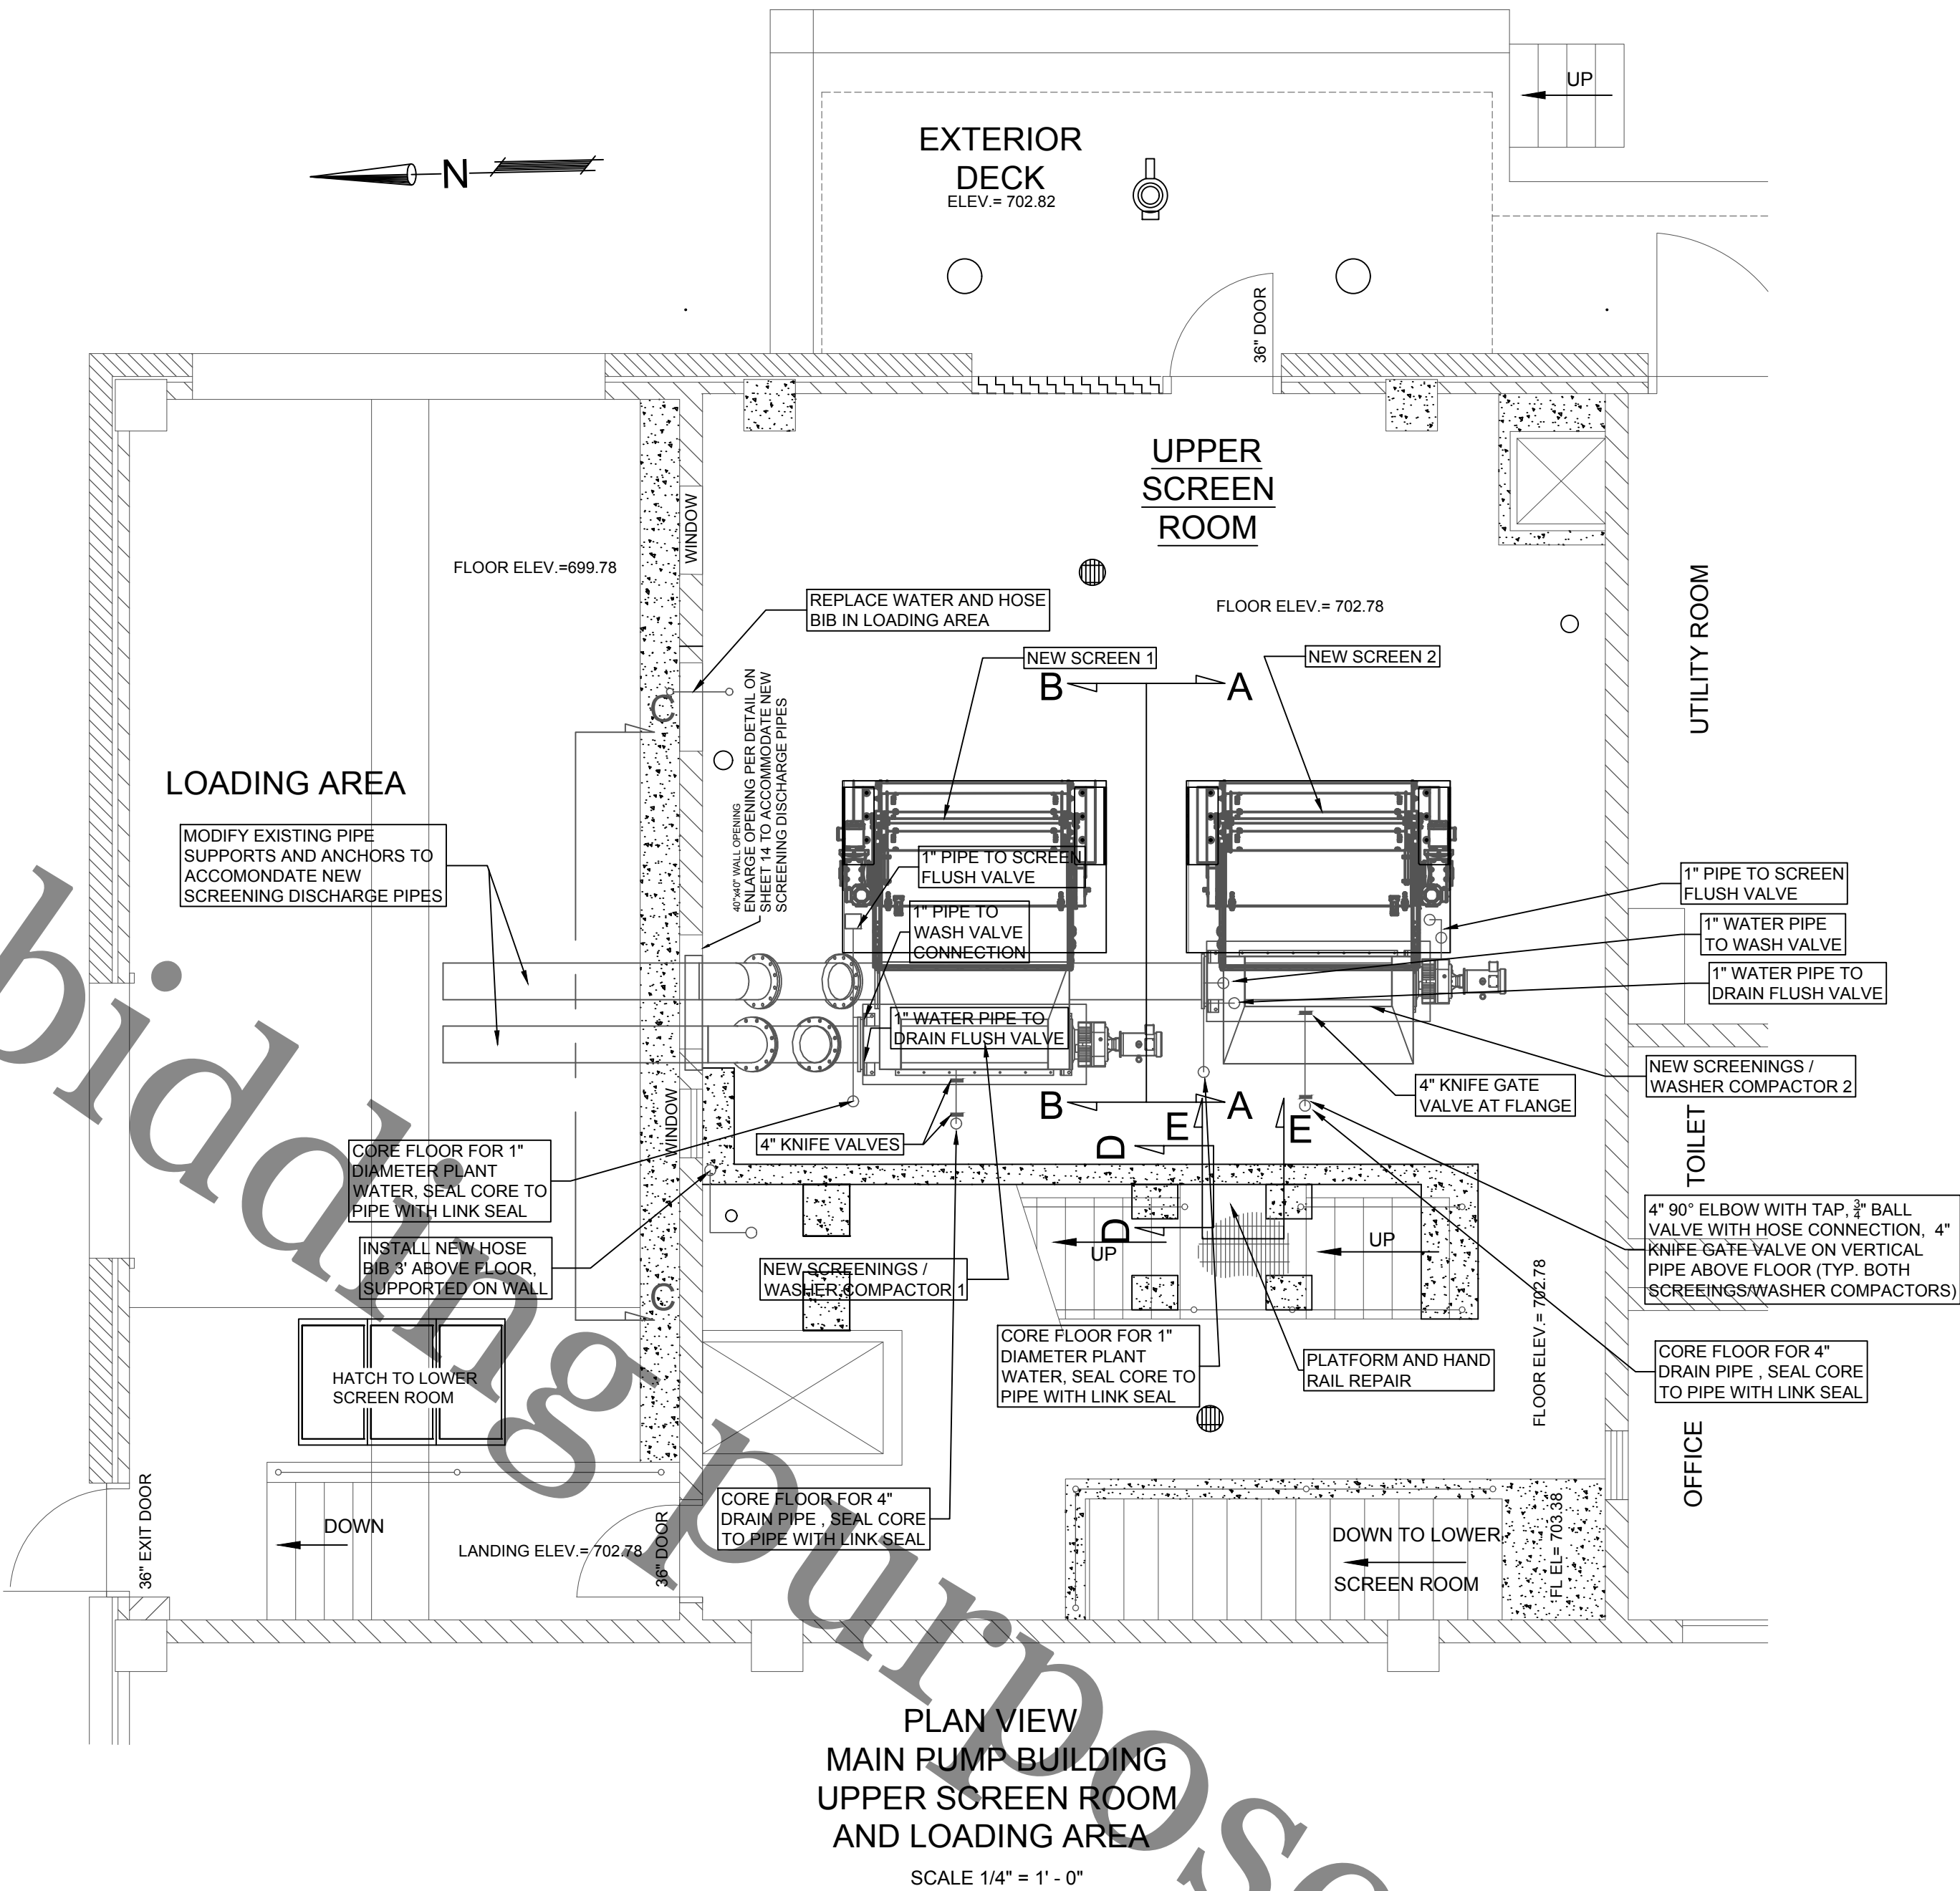 UP
EXTERIOR
DECK
ELEV.= 702.82
N
36" DOOR
UPPER
SCREEN
ROOM
WINDOW
FLOOR ELEV.=699.78
REPLACE WATER AND HOSE
BIB IN LOADING AREA
FLOOR ELEV.= 702.78
UTILITY ROOM
NEW SCREEN 1
NEW SCREEN 2
B
A
C
40"x40" WALL OPENING
ENLARGE OPENING PER DETAIL ON
SHEET 14 TO ACCOMMODATE NEW
SCREENING DISCHARGE PIPES
LOADING AREA
MODIFY EXISTING PIPE
SUPPORTS AND ANCHORS TO
ACCOMONDATE NEW
SCREENING DISCHARGE PIPES
1" PIPE TO SCREEN
FLUSH VALVE
1" PIPE TO
WASH VALVE
CONNECTION
1" WATER PIPE TO
DRAIN FLUSH VALVE
1" PIPE TO SCREEN
FLUSH VALVE
1" WATER PIPE
TO WASH VALVE
1" WATER PIPE TO
DRAIN FLUSH VALVE
NEW SCREENINGS /
WASHER COMPACTOR 2
4" KNIFE GATE
VALVE AT FLANGE
B
A
E
E
D
D
WINDOW
4" KNIFE VALVES
CORE FLOOR FOR 1"
DIAMETER PLANT
WATER, SEAL CORE TO
PIPE WITH LINK SEAL
TOILET
4" 90° ELBOW WITH TAP, 3/4" BALL
VALVE WITH HOSE CONNECTION, 4"
KNIFE GATE VALVE ON VERTICAL
PIPE ABOVE FLOOR (TYP. BOTH
SCREEINGS/WASHER COMPACTORS)
INSTALL NEW HOSE
BIB 3' ABOVE FLOOR,
SUPPORTED ON WALL
UP
UP
NEW SCREENINGS /
WASHER COMPACTOR 1
C
FLOOR ELEV.= 702.78
CORE FLOOR FOR 1"
DIAMETER PLANT
WATER, SEAL CORE TO
PIPE WITH LINK SEAL
PLATFORM AND HAND
RAIL REPAIR
CORE FLOOR FOR 4"
DRAIN PIPE , SEAL CORE
TO PIPE WITH LINK SEAL
HATCH TO LOWER
SCREEN ROOM
OFFICE
36" EXIT DOOR
DOWN
LANDING ELEV.= 702.78
36" DOOR
CORE FLOOR FOR 4"
DRAIN PIPE , SEAL CORE
TO PIPE WITH LINK SEAL
DOWN TO LOWER
SCREEN ROOM
FL EL= 703.38
bidding purpose
PLAN VIEW
MAIN PUMP BUILDING
UPPER SCREEN ROOM
AND LOADING AREA
SCALE 1/4" = 1' - 0"